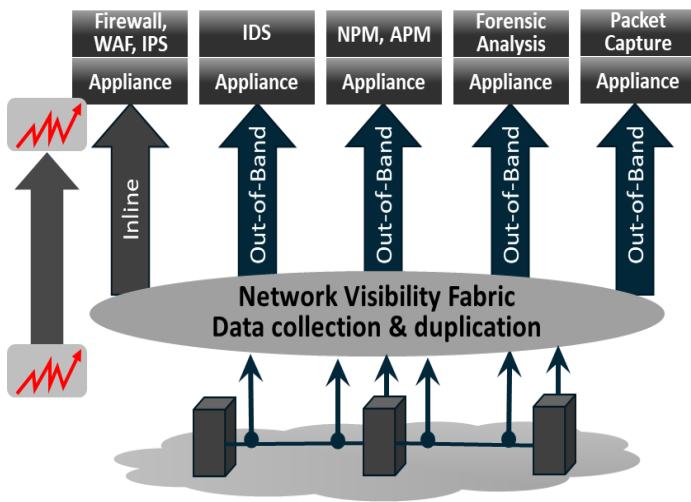 Firewall,
WAF, IPS
IDS
NPM, APM
Forensic
Analysis
Packet
Capture
Appliance
Appliance
Appliance
Appliance
Appliance
Inline
Out-of-Band
Out-of-Band
Out-of-Band
Out-of-Band
Network Visibility Fabric
Data collection & duplication